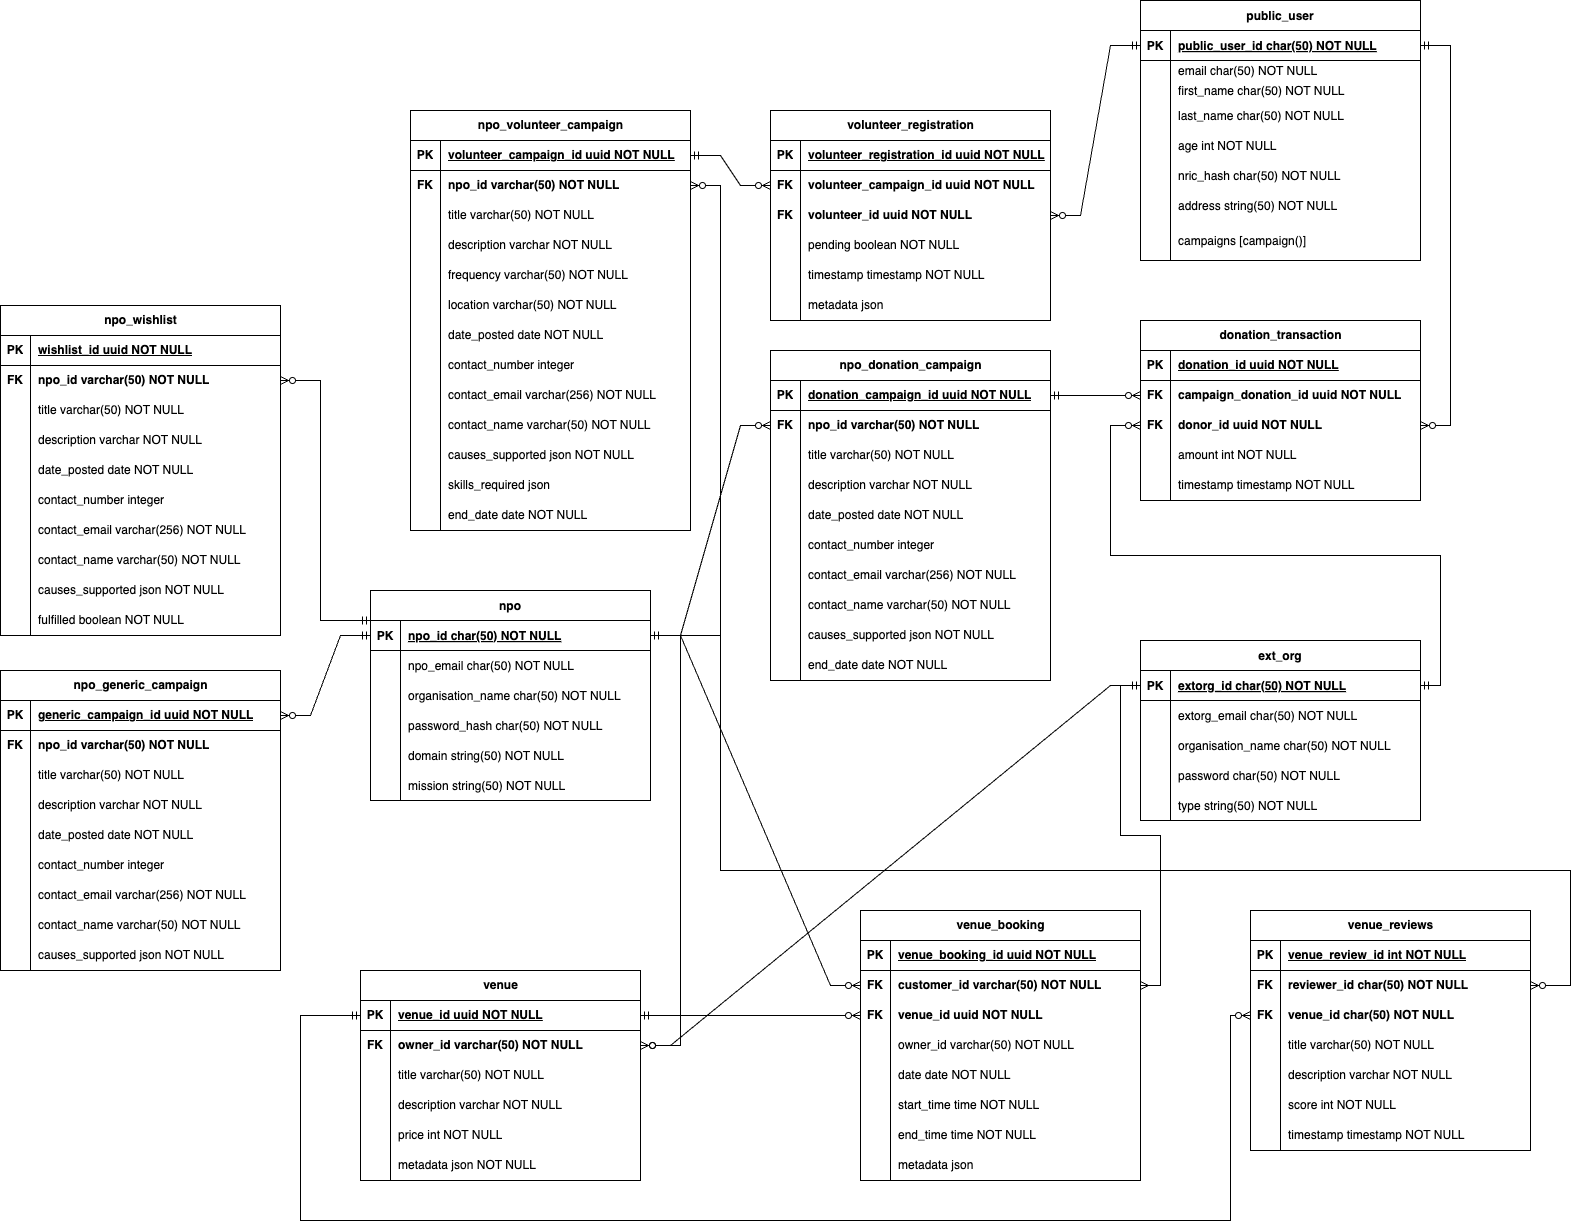 public_user
PK public_user_id char(50) NOT NULL
email char(50) NOT NULL
first_name char(50) NOT NULL
last_name char(50) NOT NULL
age int NOT NULL
nric_hash char(50) NOT NULL
address string(50) NOT NULL
campaigns [campaign()]
npo_volunteer_campaign
PK volunteer_campaign_id uuid NOT NULL
FK npo_id varchar(50) NOT NULL
title varchar(50) NOT NULL
description varchar NOT NULL
frequency varchar(50) NOT NULL
location varchar(50) NOT NULL
date_posted date NOT NULL
contact_number integer
contact_email varchar(256) NOT NULL
contact_name varchar(50) NOT NULL
causes_supported json NOT NULL
skills_required json
end_date date NOT NULL
volunteer_registration
PK volunteer_registration_id uuid NOT NULL
FK volunteer_campaign_id uuid NOT NULL
FK volunteer_id uuid NOT NULL
pending boolean NOT NULL
timestamp timestamp NOT NULL
metadata json
npo_wishlist
PK wishlist_id uuid NOT NULL
FK npo_id varchar(50) NOT NULL
title varchar(50) NOT NULL
description varchar NOT NULL
date_posted date NOT NULL
contact_number integer
contact_email varchar(256) NOT NULL
contact_name varchar(50) NOT NULL
causes_supported json NOT NULL
fulfilled boolean NOT NULL
npo_donation_campaign
PK donation_campaign_id uuid NOT NULL
FK npo_id varchar(50) NOT NULL
title varchar(50) NOT NULL
description varchar NOT NULL
date_posted date NOT NULL
contact_number integer
contact_email varchar(256) NOT NULL
contact_name varchar(50) NOT NULL
causes_supported json NOT NULL
end_date date NOT NULL
donation_transaction
PK donation_id uuid NOT NULL
FK campaign_donation_id uuid NOT NULL
FK donor_id uuid NOT NULL
amount int NOT NULL
timestamp timestamp NOT NULL
npo
PK npo_id char(50) NOT NULL
npo_email char(50) NOT NULL
organisation_name char(50) NOT NULL
password_hash char(50) NOT NULL
domain string(50) NOT NULL
mission string(50) NOT NULL
npo_generic_campaign
PK generic_campaign_id uuid NOT NULL
FK npo_id varchar(50) NOT NULL
title varchar(50) NOT NULL
description varchar NOT NULL
date_posted date NOT NULL
contact_number integer
contact_email varchar(256) NOT NULL
contact_name varchar(50) NOT NULL
causes_supported json NOT NULL
ext_org
PK extorg_id char(50) NOT NULL
extorg_email char(50) NOT NULL
organisation_name char(50) NOT NULL
password char(50) NOT NULL
type string(50) NOT NULL
venue
PK venue_id uuid NOT NULL
FK owner_id varchar(50) NOT NULL
title varchar(50) NOT NULL
description varchar NOT NULL
price int NOT NULL
metadata json NOT NULL
venue_booking
PK venue_booking_id uuid NOT NULL
FK customer_id varchar(50) NOT NULL
FK venue_id uuid NOT NULL
owner_id varchar(50) NOT NULL
date date NOT NULL
start_time time NOT NULL
end_time time NOT NULL
metadata json
venue_reviews
PK venue_review_id int NOT NULL
FK reviewer_id char(50) NOT NULL
FK venue_id char(50) NOT NULL
title varchar(50) NOT NULL
description varchar NOT NULL
score int NOT NULL
timestamp timestamp NOT NULL